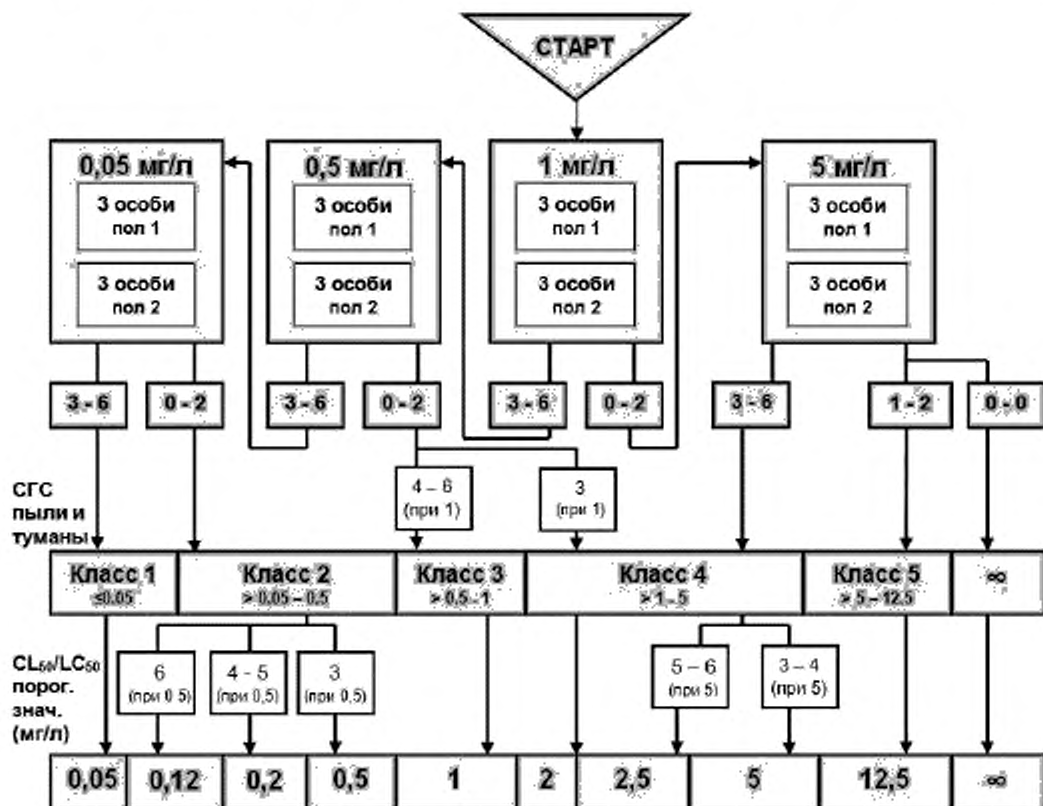 СТАРТ
0,05 мг/л
3 особи
пол 1
3 особи
пол 2
0,5 мг/л
3 особи
пол 1
3 особи
пол 2
1 мг/л
3 особи
пол 1
3 особи
пол 2
5 мг/л
3 особи
пол 1
3 особи
пол 2
3 - 6
0 - 2
3 - 6
0 - 2
3 - 6
0 - 2
3 - 6
1 - 2
0 - 0
4 – 6
(при 1)
3
(при 1)
СГС
пыли и
туманы
Класс 1
≤0.05
Класс 2
> 0,05 – 0,5
Класс 3
> 0,5 - 1
Класс 4
> 1 - 5
Класс 5
> 5 – 12,5
∞
CL50/LC50
порог.
знач.
(мг/л)
6
(при 0 5)
4 - 5
(при 0,5)
3
(при 0,5)
5 – 6
(при 5)
3 – 4
(при 5)
0,05
0,12
0,2
0,5
1
2
2,5
5
12,5
∞